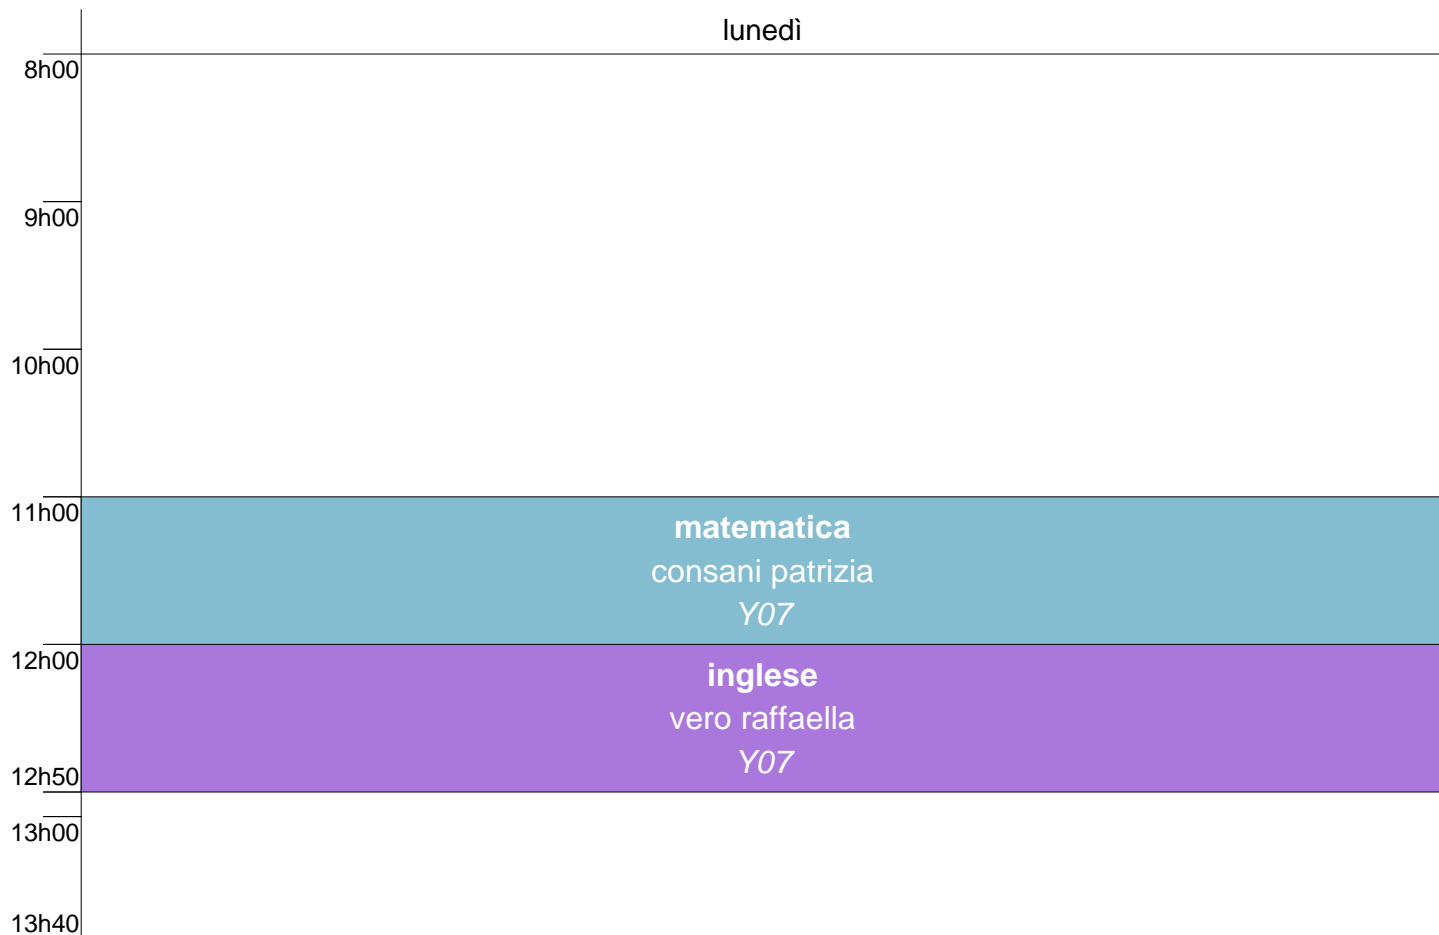 lunedì
8h00
9h00
10h00
11h00
matematica
consani patrizia
Y07
12h00
inglese
vero raffaella
Y07
12h50
13h00
13h40